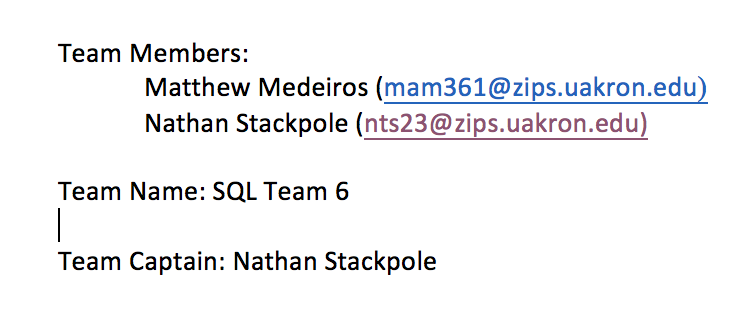 Team Members:
Matthew Medeiros (mam361@zips.uakron.edu)
Nathan Stackpole (nts23@zips.uakron.edu)
Team Name: SQL Team 6
Team Captain: Nathan Stackpole